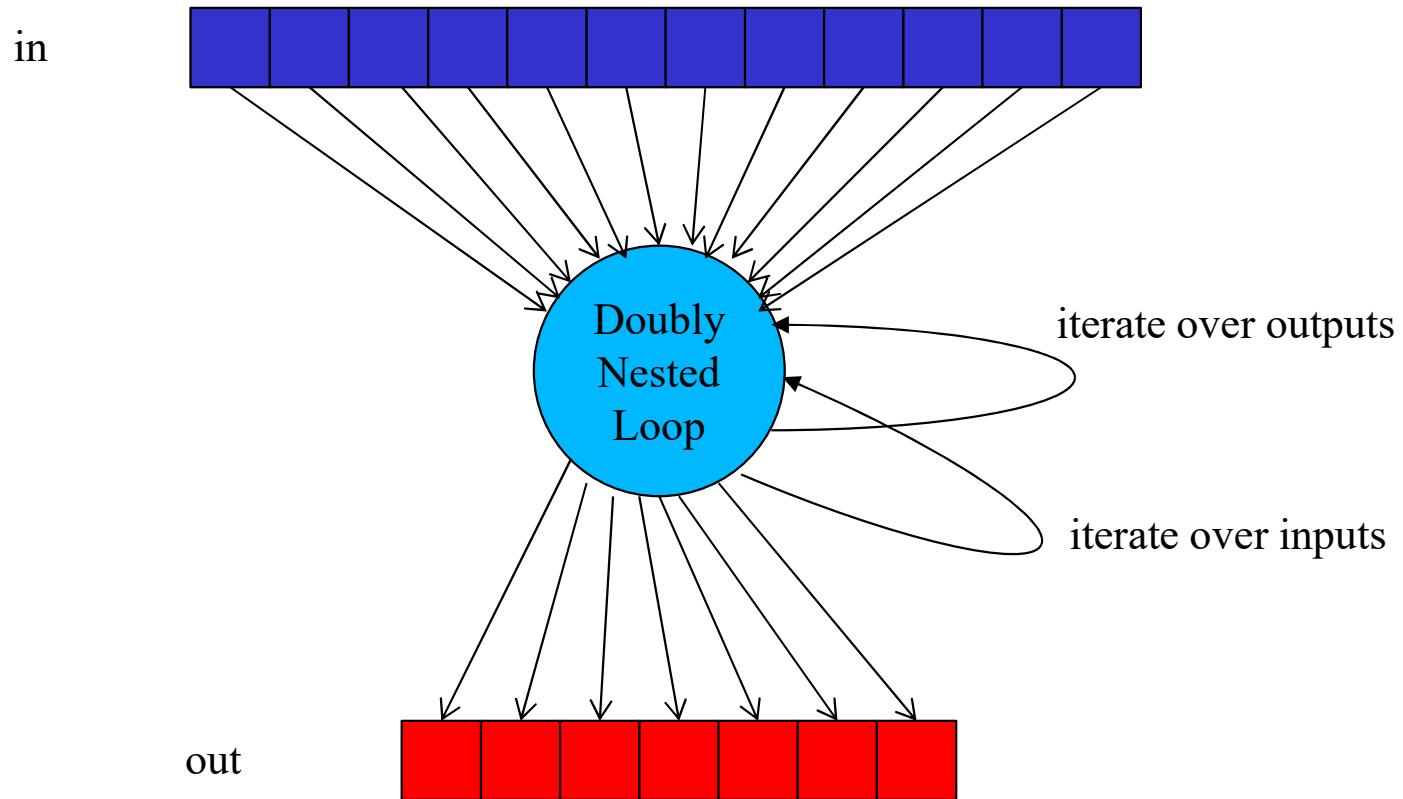 in
Doubly
Nested
Loop
iterate over outputs
iterate over inputs
out